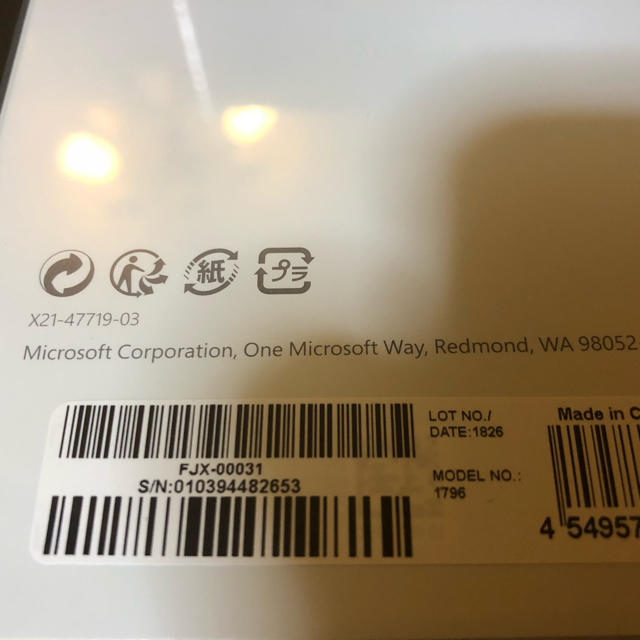 紙
プラ
X21-47719-03
Microsoft Corporation, One Microsoft Way, Redmond, WA 98052
FJX-00031
S/N:010394482653
LOT NO./
DATE:1826
MODEL NO.:
1796
Made in C
4 54957